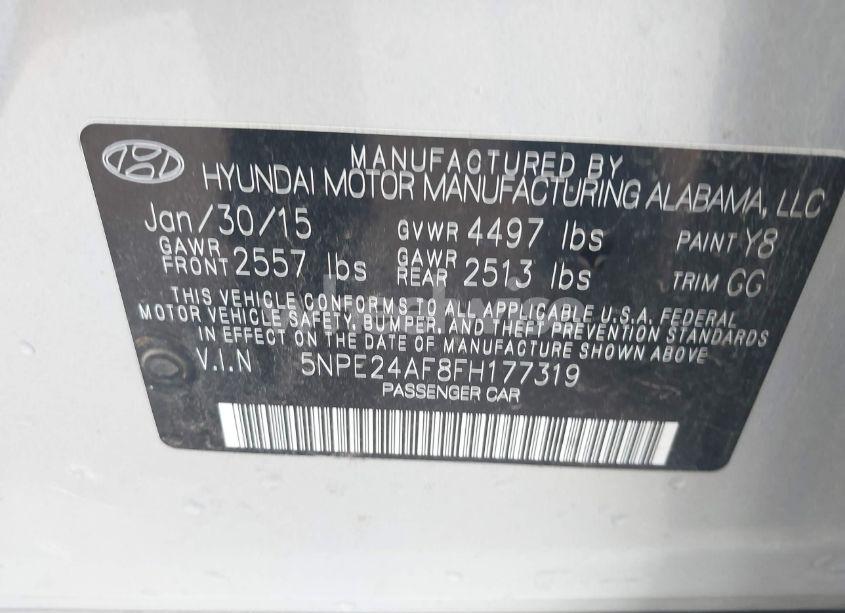 MANUFACTURED BY
HYUNDAI MOTOR MANUFACTURING ALABAMA, LLC
Jan/30/15 GVWR 4497 lbs PAINT Y8
GAWR FRONT 2557 lbs GAWR REAR 2513 lbs TRIM GG
THIS VEHICLE CONFORMS TO ALL APPLICABLE U.S.A. FEDERAL
MOTOR VEHICLE SAFETY, BUMPER, AND THEFT PREVENTION STANDARDS
IN EFFECT ON THE DATE OF MANUFACTURE SHOWN ABOVE
V.I.N 5NPE24AF8FH177319
PASSENGER CAR